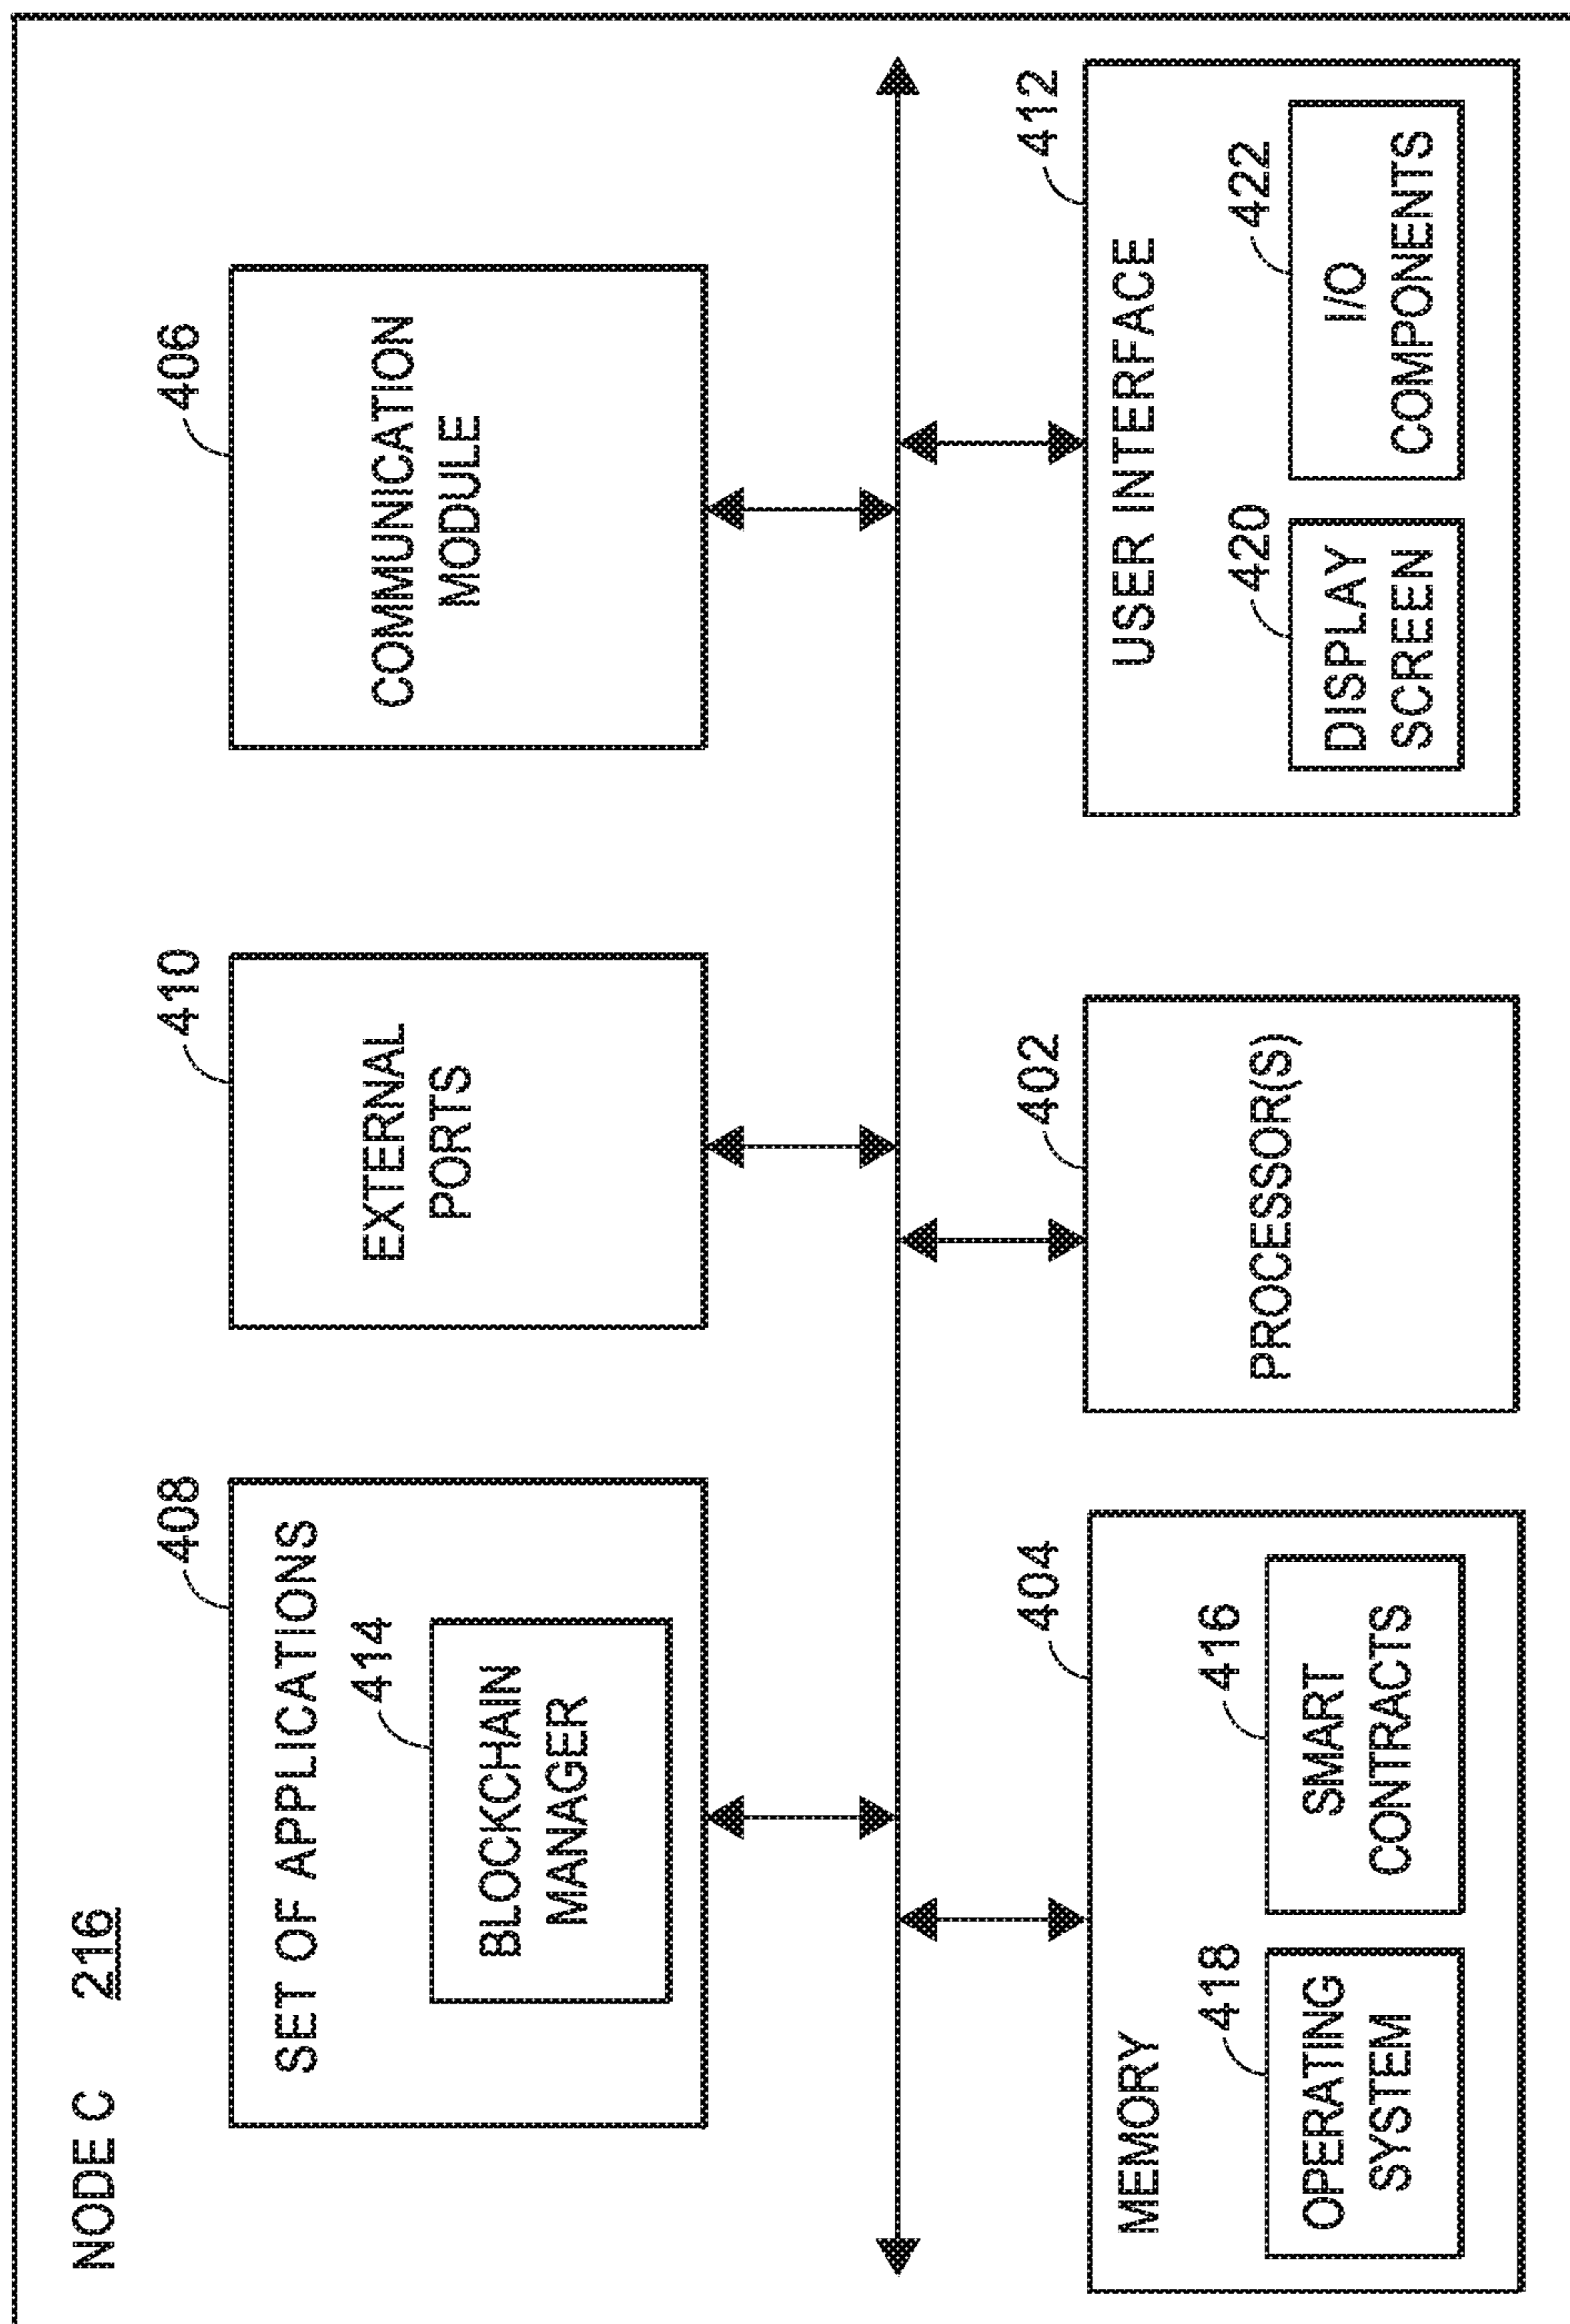 NODE C 216
408
SET OF APPLICATIONS
414
BLOCKCHAIN
MANAGER
410
EXTERNAL
PORTS
406
COMMUNICATION
MODULE
404
MEMORY
418
OPERATING
SYSTEM
416
SMART
CONTRACTS
402
PROCESSOR(S)
412
USER INTERFACE
420
DISPLAY
SCREEN
422
I/O
COMPONENTS